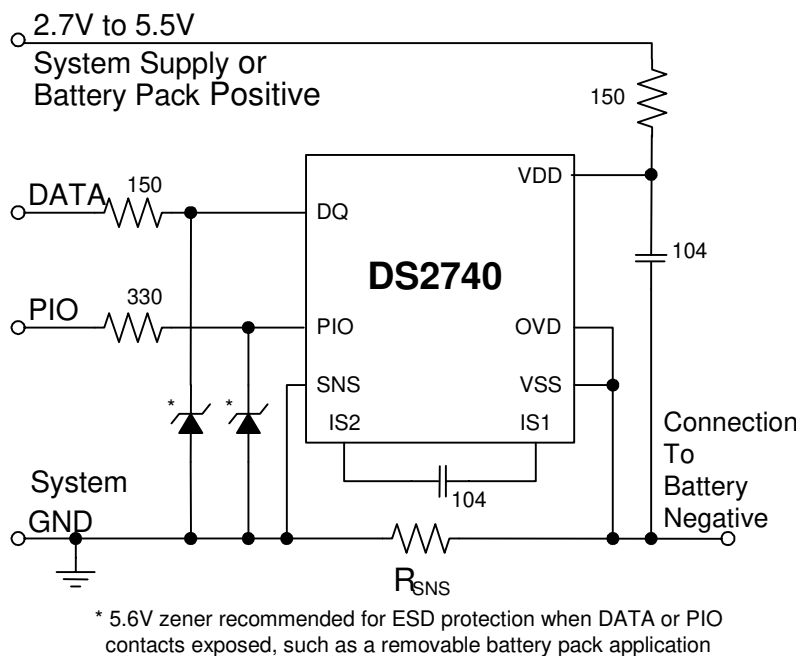 2.7V to 5.5V
System Supply or
Battery Pack Positive
150
VDD
DATA
150
DQ
104
DS2740
PIO
330
PIO
OVD
SNS
VSS
*
*
IS2
IS1
Connection
To
Battery
Negative
104
System
GND
RSNS
* 5.6V zener recommended for ESD protection when DATA or PIO
contacts exposed, such as a removable battery pack application